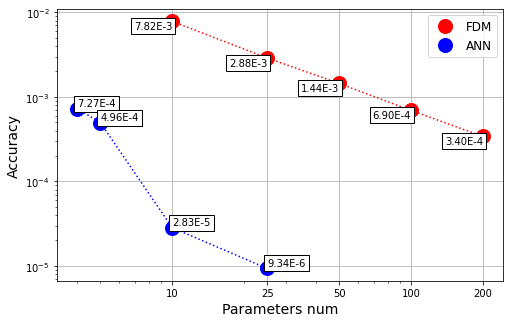 10⁻²
10⁻³
10⁻⁴
10⁻⁵
Accuracy
7.82E-3
2.88E-3
1.44E-3
6.90E-4
3.40E-4
7.27E-4
4.96E-4
2.83E-5
9.34E-6
FDM
ANN
10 25 50 100 200
Parameters num